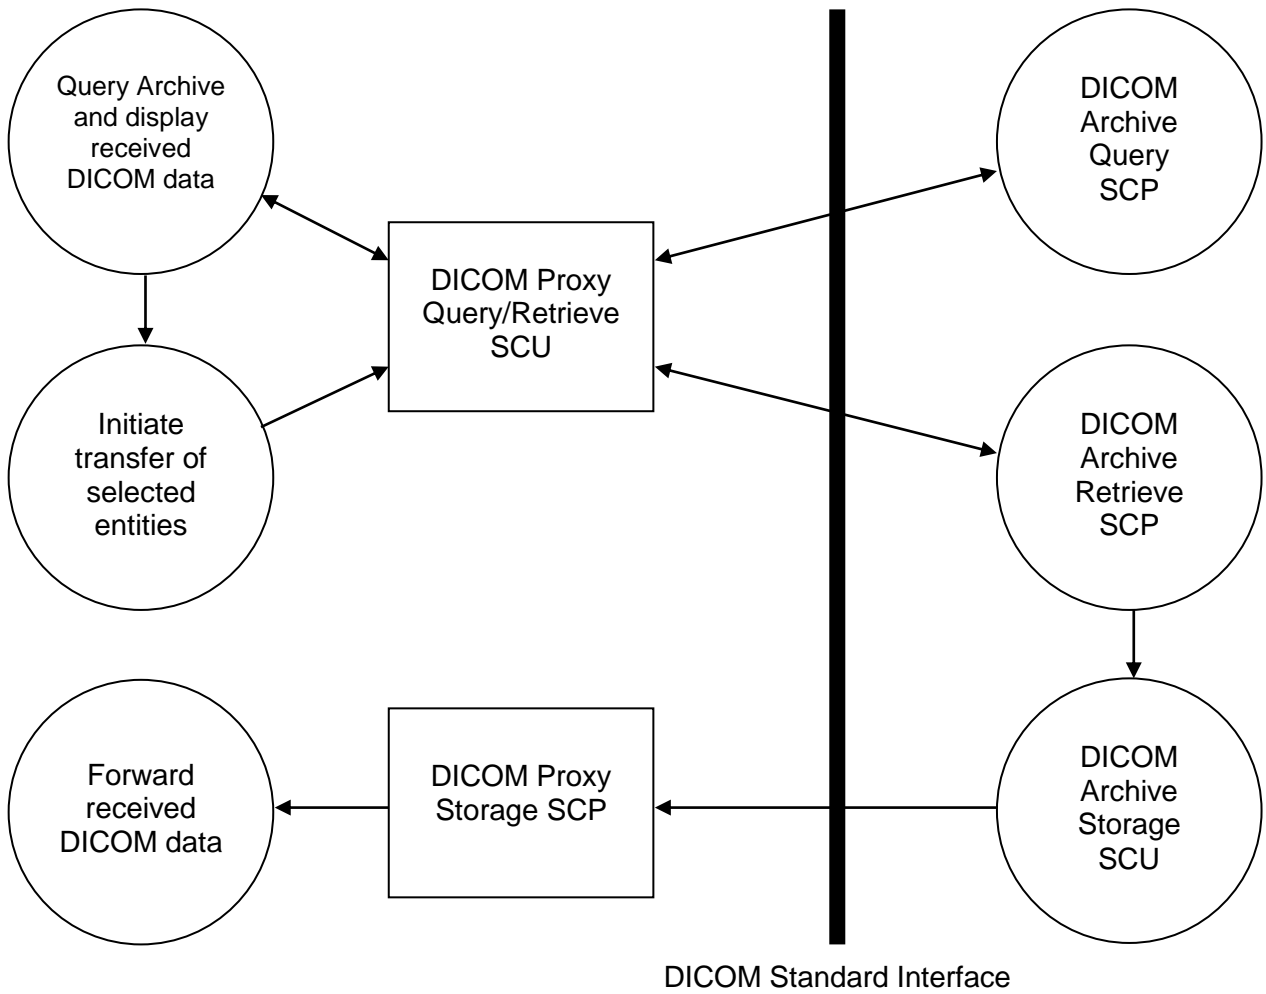 Query Archive
and display
received
DICOM data
DICOM
Archive
Query
SCP
DICOM Proxy
Query/Retrieve
SCU
Initiate
transfer of
selected
entities
DICOM
Archive
Retrieve
SCP
Forward
received
DICOM data
DICOM Proxy
Storage SCP
DICOM
Archive
Storage
SCU
DICOM Standard Interface